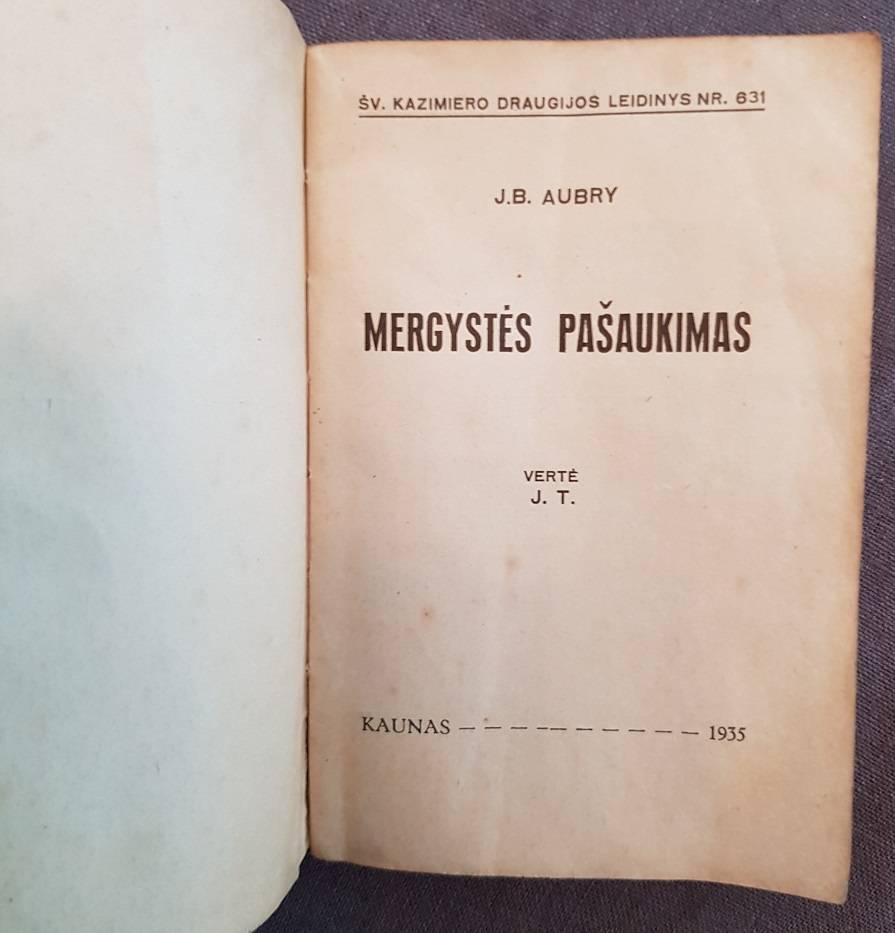 ŠV. KAZIMIERO DRAUGIJOS LEIDINYS NR. 631
J.B. AUBRY
MERGYSTĖS PAŠAUKIMAS
VERTĖ
J. T.
KAUNAS — — — — — — — — — 1935